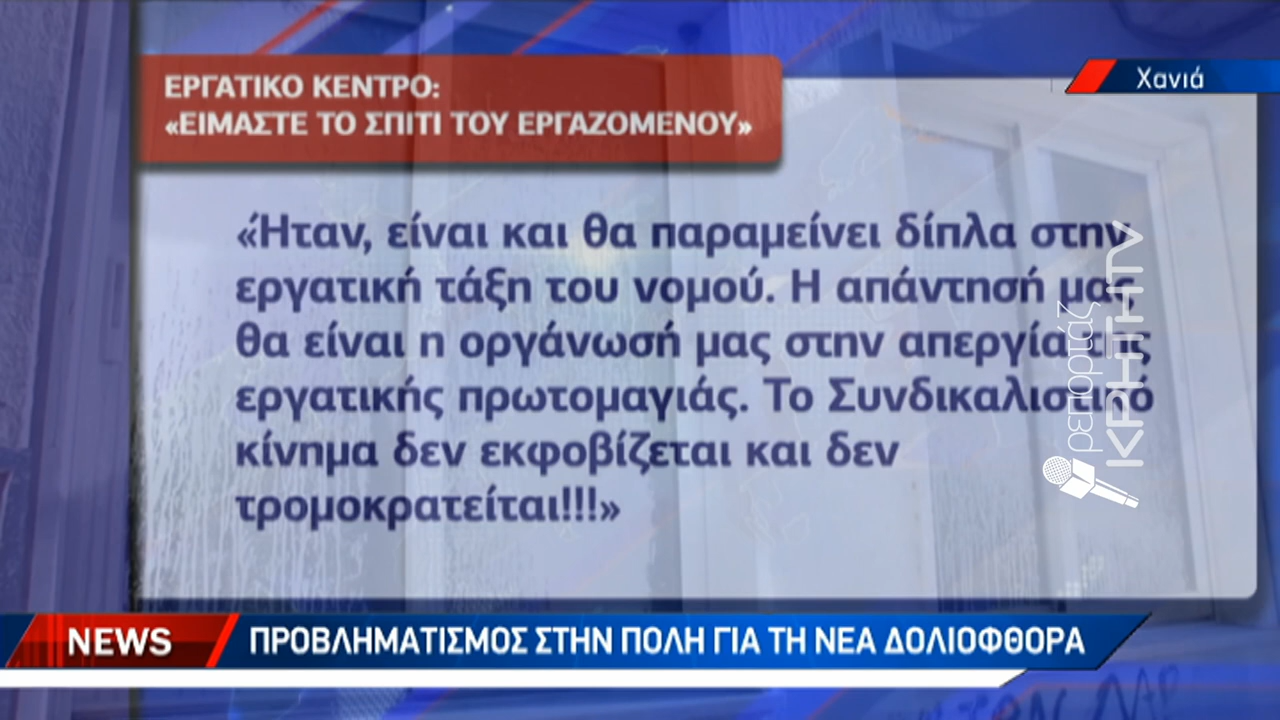 ΕΡΓΑΤΙΚΟ ΚΕΝΤΡΟ:
«ΕΙΜΑΣΤΕ ΤΟ ΣΠΙΤΙ ΤΟΥ ΕΡΓΑΖΟΜΕΝΟΥ»
Χανιά
«Ήταν, είναι και θα παραμείνει δίπλα στην
εργατική τάξη του νομού. Η απάντησή μας
θα είναι η οργάνωσή μας στην απεργία της
εργατικής πρωτομαγιάς. Το Συνδικαλιστικό
κίνημα δεν εκφοβίζεται και δεν
τρομοκρατείται!!!»
ρεπορτάζ
ΚΡΗΤΗ TV
NEWS
ΠΡΟΒΛΗΜΑΤΙΣΜΟΣ ΣΤΗΝ ΠΟΛΗ ΓΙΑ ΤΗ ΝΕΑ ΔΟΛΙΟΦΘΟΡΑ